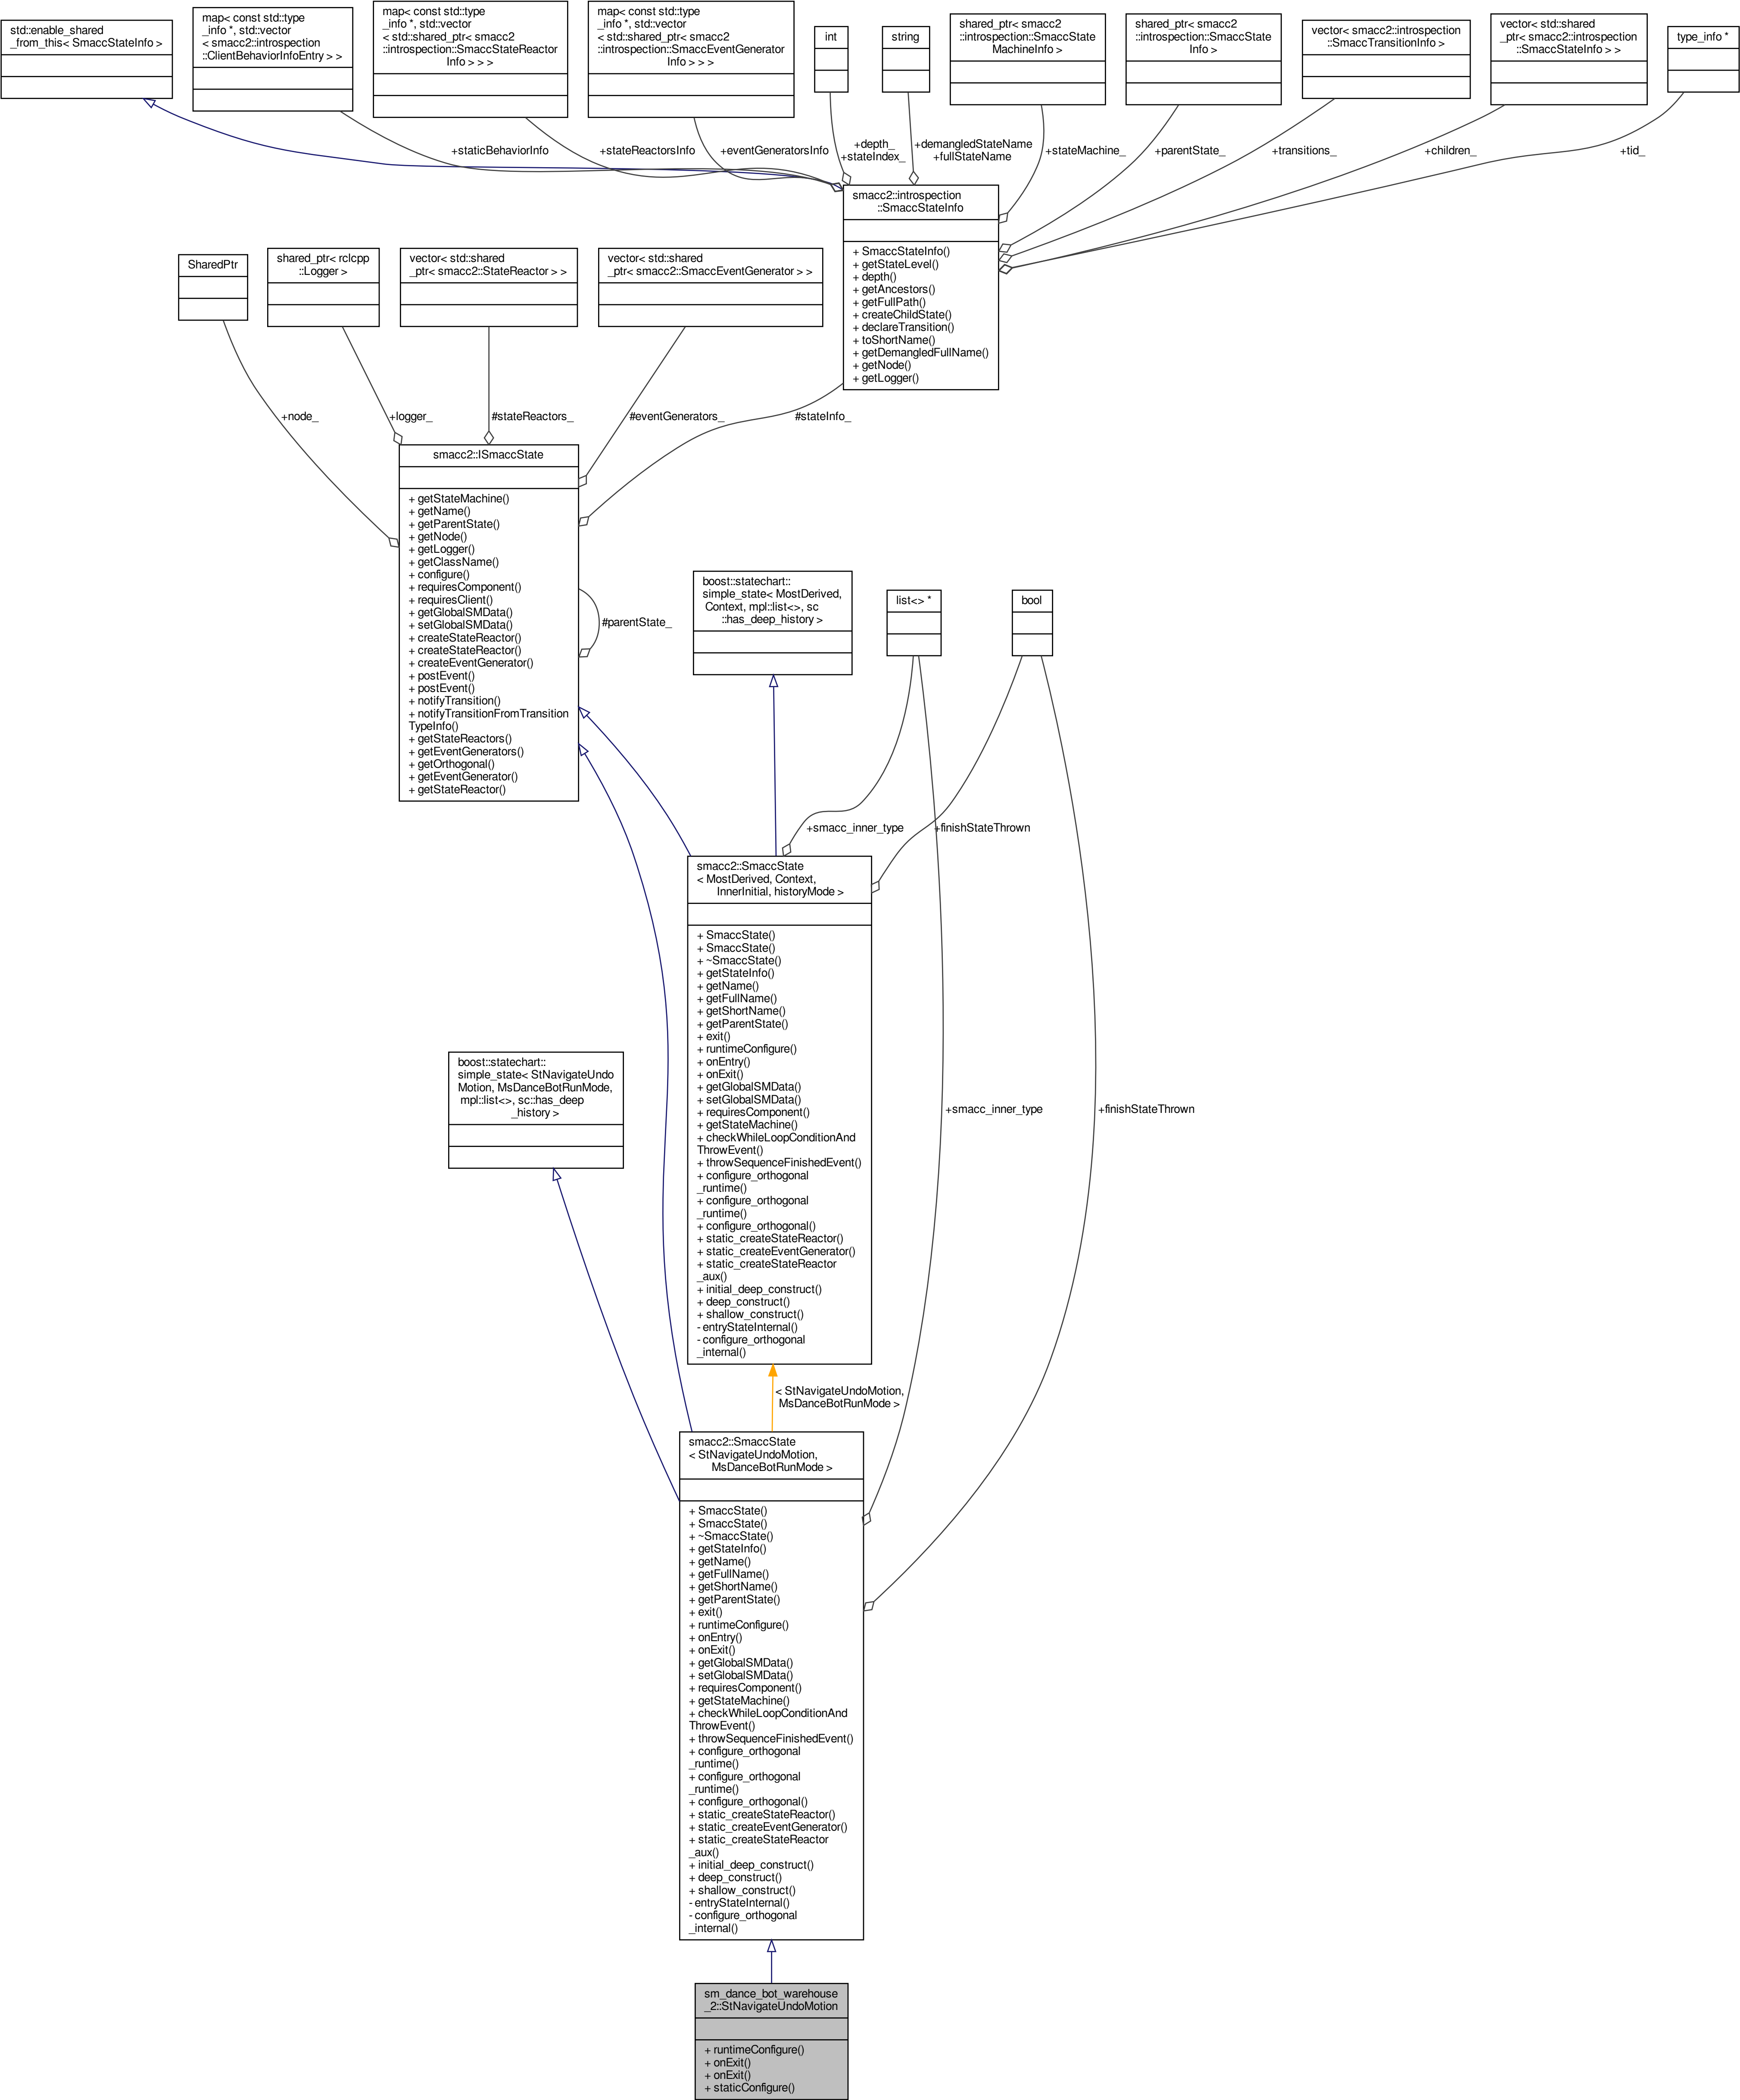 std::enable_shared
_from_this< SmaccStateInfo >
map< const std::type
_info *, std::vector
< smacc2::introspection
::ClientBehaviorInfoEntry > >
map< const std::type
_info *, std::vector
< std::shared_ptr< smacc2
::introspection::SmaccStateReactor
Info > > >
map< const std::type
_info *, std::vector
< std::shared_ptr< smacc2
::introspection::SmaccEventGenerator
Info > > >
int
string
shared_ptr< smacc2
::introspection::SmaccState
MachineInfo >
shared_ptr< smacc2
::introspection::SmaccState
Info >
vector< smacc2::introspection
::SmaccTransitionInfo >
vector< std::shared
_ptr< smacc2::introspection
::SmaccStateInfo > >
type_info *
+staticBehaviorInfo
+stateReactorsInfo
+eventGeneratorsInfo
+depth_
+stateIndex_
+demangledStateName
+fullStateName
+stateMachine_
+parentState_
+transitions_
+children_
+tid_
smacc2::introspection
::SmaccStateInfo
+ SmaccStateInfo()
+ getStateLevel()
+ depth()
+ getAncestors()
+ getFullPath()
+ createChildState()
+ declareTransition()
+ toShortName()
+ getDemangledFullName()
+ getNode()
+ getLogger()
SharedPtr
shared_ptr< rclcpp
::Logger >
vector< std::shared
_ptr< smacc2::StateReactor > >
vector< std::shared
_ptr< smacc2::SmaccEventGenerator > >
+node_
+logger_
#stateReactors_
#eventGenerators_
#stateInfo_
smacc2::ISmaccState
+ getStateMachine()
+ getName()
+ getParentState()
+ getNode()
+ getLogger()
+ getClassName()
+ configure()
+ requiresComponent()
+ requiresClient()
+ getGlobalSMData()
+ setGlobalSMData()
+ createStateReactor()
+ createStateReactor()
+ createEventGenerator()
+ postEvent()
+ postEvent()
+ notifyTransition()
+ notifyTransitionFromTransition
TypeInfo()
+ getStateReactors()
+ getEventGenerators()
+ getOrthogonal()
+ getEventGenerator()
+ getStateReactor()
#parentState_
boost::statechart::
simple_state< MostDerived,
Context, mpl::list<>, sc
::has_deep_history >
list<> *
bool
+smacc_inner_type
+finishStateThrown
smacc2::SmaccState
< MostDerived, Context,
InnerInitial, historyMode >
+ SmaccState()
+ SmaccState()
+ ~SmaccState()
+ getStateInfo()
+ getName()
+ getFullName()
+ getShortName()
+ getParentState()
+ exit()
+ runtimeConfigure()
+ onEntry()
+ onExit()
+ getGlobalSMData()
+ setGlobalSMData()
+ requiresComponent()
+ getStateMachine()
+ checkWhileLoopConditionAnd
ThrowEvent()
+ throwSequenceFinishedEvent()
+ configure_orthogonal
_runtime()
+ configure_orthogonal
_runtime()
+ configure_orthogonal()
+ static_createStateReactor()
+ static_createEventGenerator()
+ static_createStateReactor
_aux()
+ initial_deep_construct()
+ deep_construct()
+ shallow_construct()
- entryStateInternal()
- configure_orthogonal
_internal()
boost::statechart::
simple_state< StNavigateUndo
Motion, MsDanceBotRunMode,
mpl::list<>, sc::has_deep
_history >
+smacc_inner_type
+finishStateThrown
< StNavigateUndoMotion,
MsDanceBotRunMode >
smacc2::SmaccState
< StNavigateUndoMotion,
MsDanceBotRunMode >
+ SmaccState()
+ SmaccState()
+ ~SmaccState()
+ getStateInfo()
+ getName()
+ getFullName()
+ getShortName()
+ getParentState()
+ exit()
+ runtimeConfigure()
+ onEntry()
+ onExit()
+ getGlobalSMData()
+ setGlobalSMData()
+ requiresComponent()
+ getStateMachine()
+ checkWhileLoopConditionAnd
ThrowEvent()
+ throwSequenceFinishedEvent()
+ configure_orthogonal
_runtime()
+ configure_orthogonal
_runtime()
+ configure_orthogonal()
+ static_createStateReactor()
+ static_createEventGenerator()
+ static_createStateReactor
_aux()
+ initial_deep_construct()
+ deep_construct()
+ shallow_construct()
- entryStateInternal()
- configure_orthogonal
_internal()
sm_dance_bot_warehouse
_2::StNavigateUndoMotion
+ runtimeConfigure()
+ onExit()
+ onExit()
+ staticConfigure()